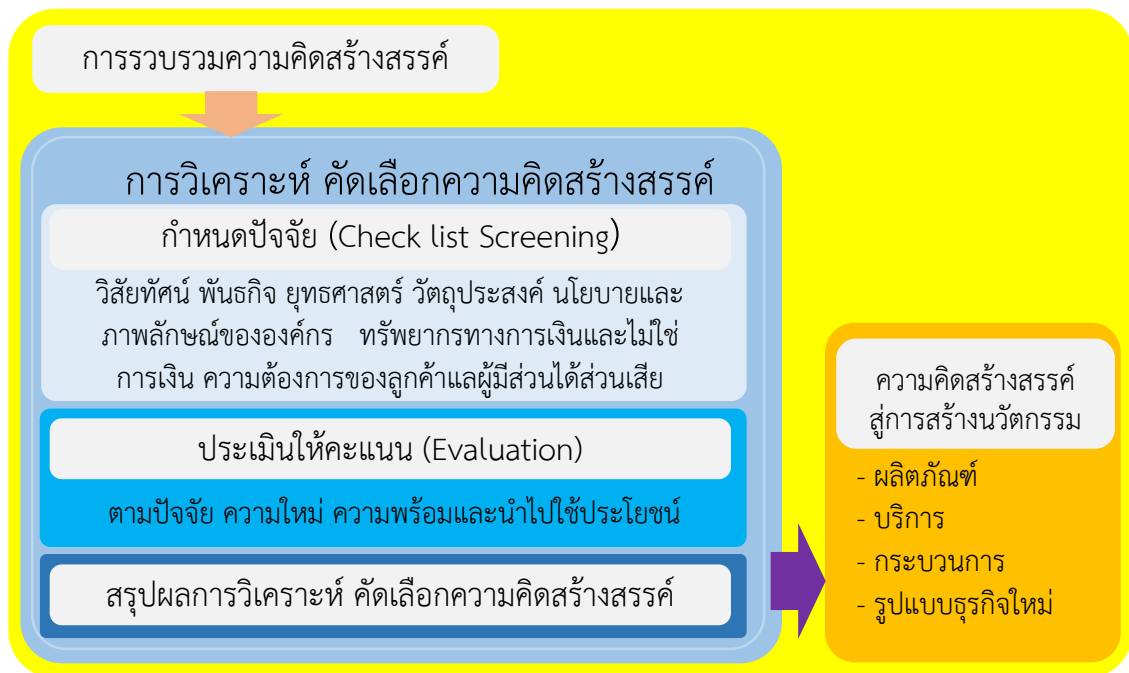 การรวบรวมความคิดสร้างสรรค์
การวิเคราะห์ คัดเลือกความคิดสร้างสรรค์
กำหนดปัจจัย (Check list Screening)
วิสัยทัศน์ พันธกิจ ยุทธศาสตร์ วัตถุประสงค์ นโยบายและ
ภาพลักษณ์ขององค์กร ทรัพยากรทางการเงินและไม่ใช่
การเงิน ความต้องการของลูกค้าแลผู้มีส่วนได้ส่วนเสีย
ประเมินให้คะแนน (Evaluation)
ตามปัจจัย ความใหม่ ความพร้อมและนำไปใช้ประโยชน์
สรุปผลการวิเคราะห์ คัดเลือกความคิดสร้างสรรค์
ความคิดสร้างสรรค์
สู่การสร้างนวัตกรรม
- ผลิตภัณฑ์
- บริการ
- กระบวนการ
- รูปแบบธุรกิจใหม่